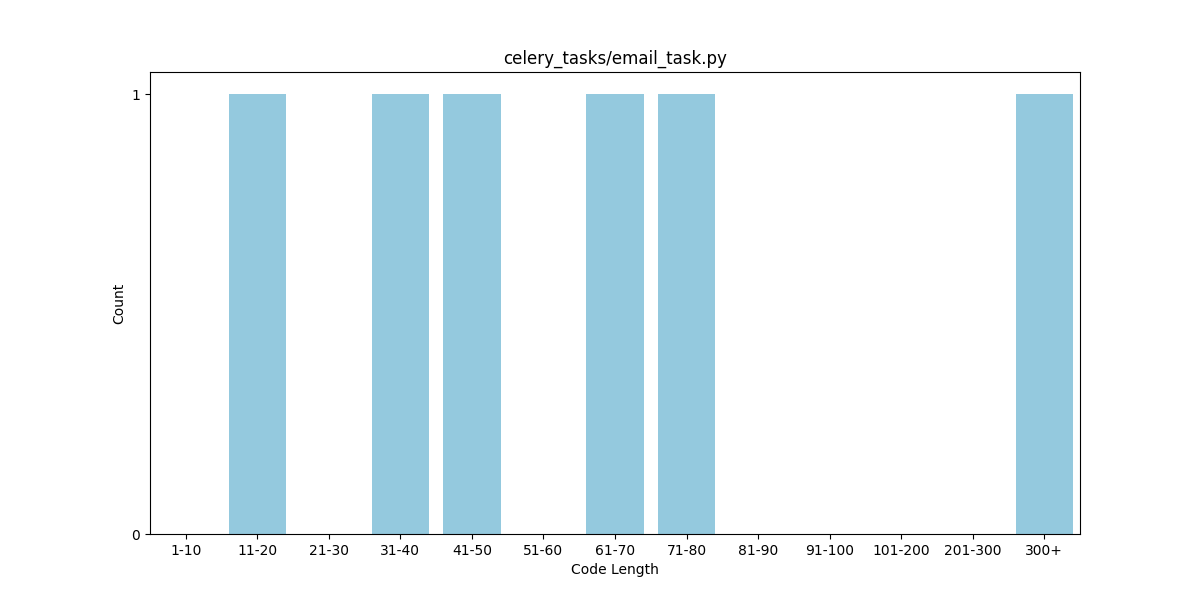 celery_tasks/email_task.py
1
Count
0
1-10 11-20 21-30 31-40 41-50 51-60 61-70 71-80 81-90 91-100 101-200 201-300 300+
Code Length